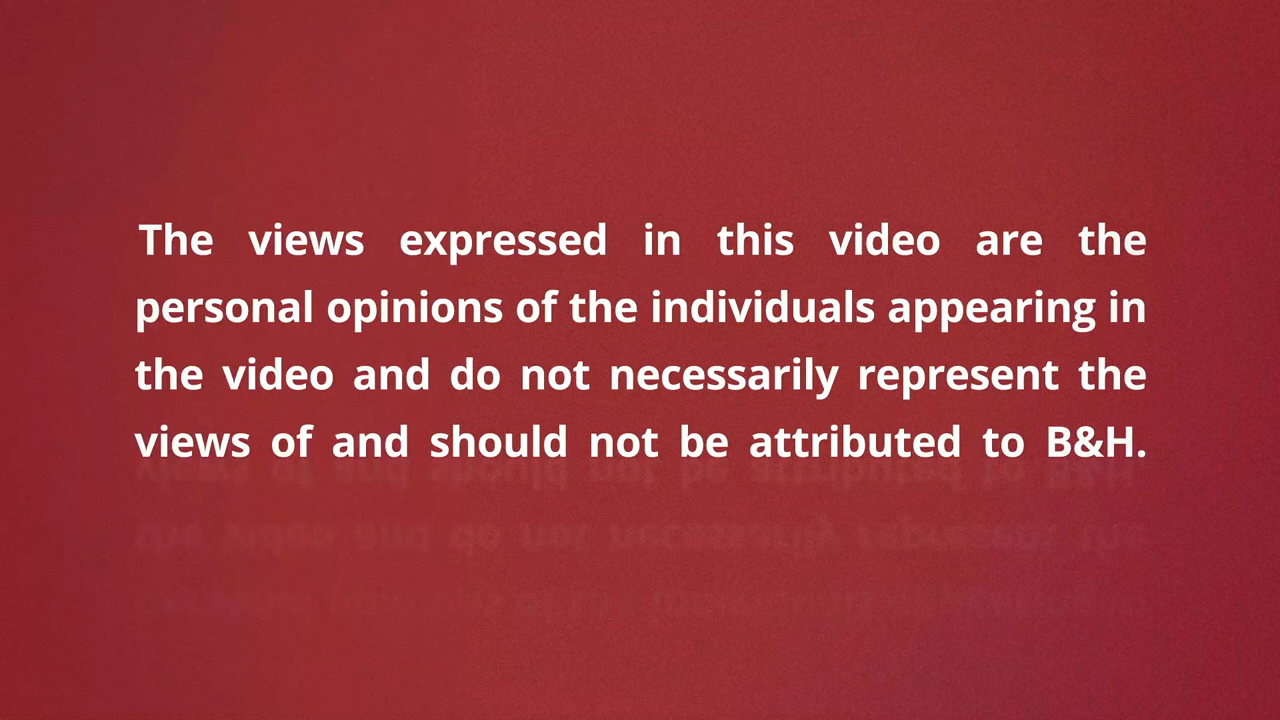 The views expressed in this video are the
personal opinions of the individuals appearing in
the video and do not necessarily represent the
views of and should not be attributed to B&H.